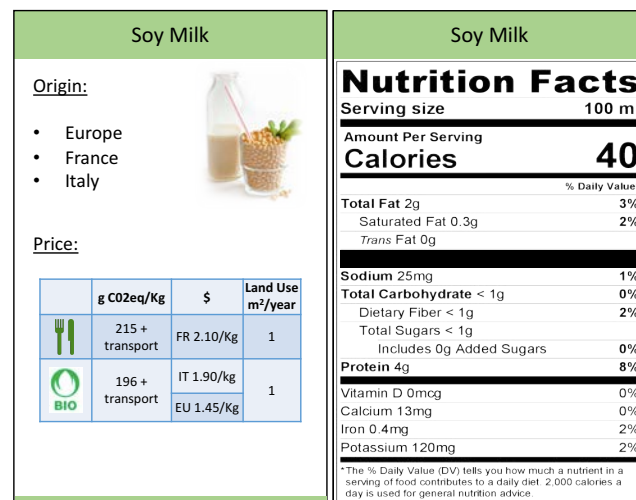 Soy Milk
Origin:
• Europe
• France
• Italy
Price:
g C02eq/Kg $ Land Use m²/year
215 + transport FR 2.10/Kg 1
BIO 196 + transport IT 1.90/kg 1
EU 1.45/Kg
Soy Milk
Nutrition Facts
Serving size 100 m
Amount Per Serving
Calories 40
% Daily Value
Total Fat 2g 3%
Saturated Fat 0.3g 2%
Trans Fat 0g
Sodium 25mg 1%
Total Carbohydrate < 1g 0%
Dietary Fiber < 1g 2%
Total Sugars < 1g
Includes 0g Added Sugars 0%
Protein 4g 8%
Vitamin D 0mcg 0%
Calcium 13mg 0%
Iron 0.4mg 2%
Potassium 120mg 2%
*The % Daily Value (DV) tells you how much a nutrient in a
serving of food contributes to a daily diet. 2,000 calories a
day is used for general nutrition advice.